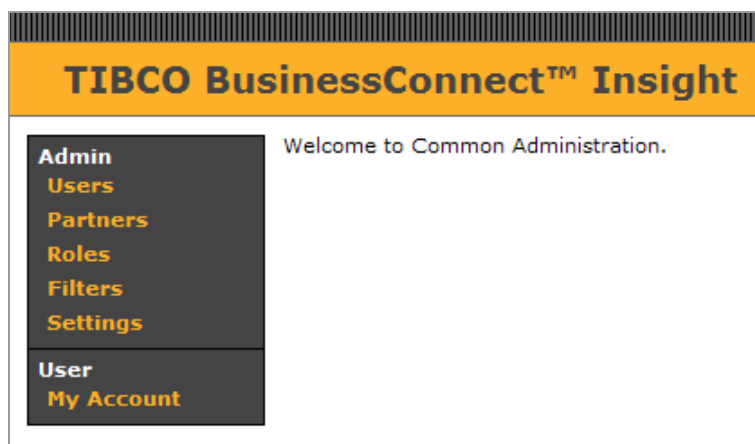 TIBCO BusinessConnect™ Insight
Admin
Users
Partners
Roles
Filters
Settings
User
My Account
Welcome to Common Administration.